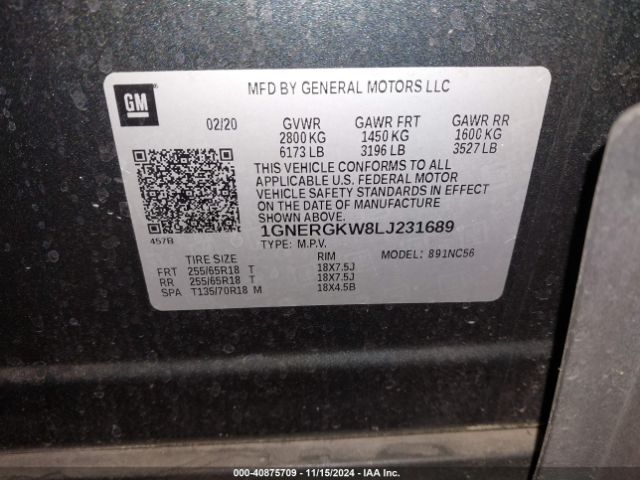 GM
MFD BY GENERAL MOTORS LLC
02/20 GVWR GAWR FRT GAWR RR
2800 KG 1450 KG 1600 KG
6173 LB 3196 LB 3527 LB
THIS VEHICLE CONFORMS TO ALL
APPLICABLE U.S. FEDERAL MOTOR
VEHICLE SAFETY STANDARDS IN EFFECT
ON THE DATE OF MANUFACTURE
SHOWN ABOVE.
1GNERGKW8LJ231689
457B TYPE: M.P.V. MODEL: 891NC56
TIRE SIZE RIM
FRT 255/65R18 T 18X7.5J
RR 255/65R18 T 18X7.5J
SPA T135/70R18 M 18X4.5B
000-40875709 - 11/15/2024 - IAA Inc.